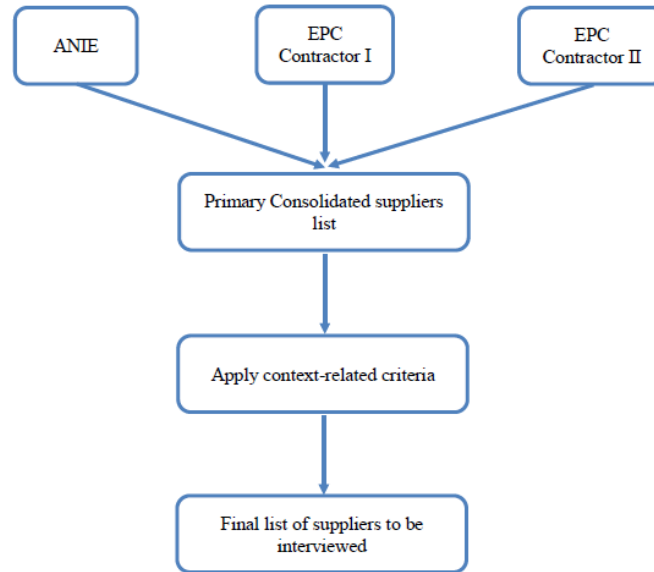 ANIE
EPC
Contractor I
EPC
Contractor II
Primary Consolidated suppliers
list
Apply context-related criteria
Final list of suppliers to be
interviewed